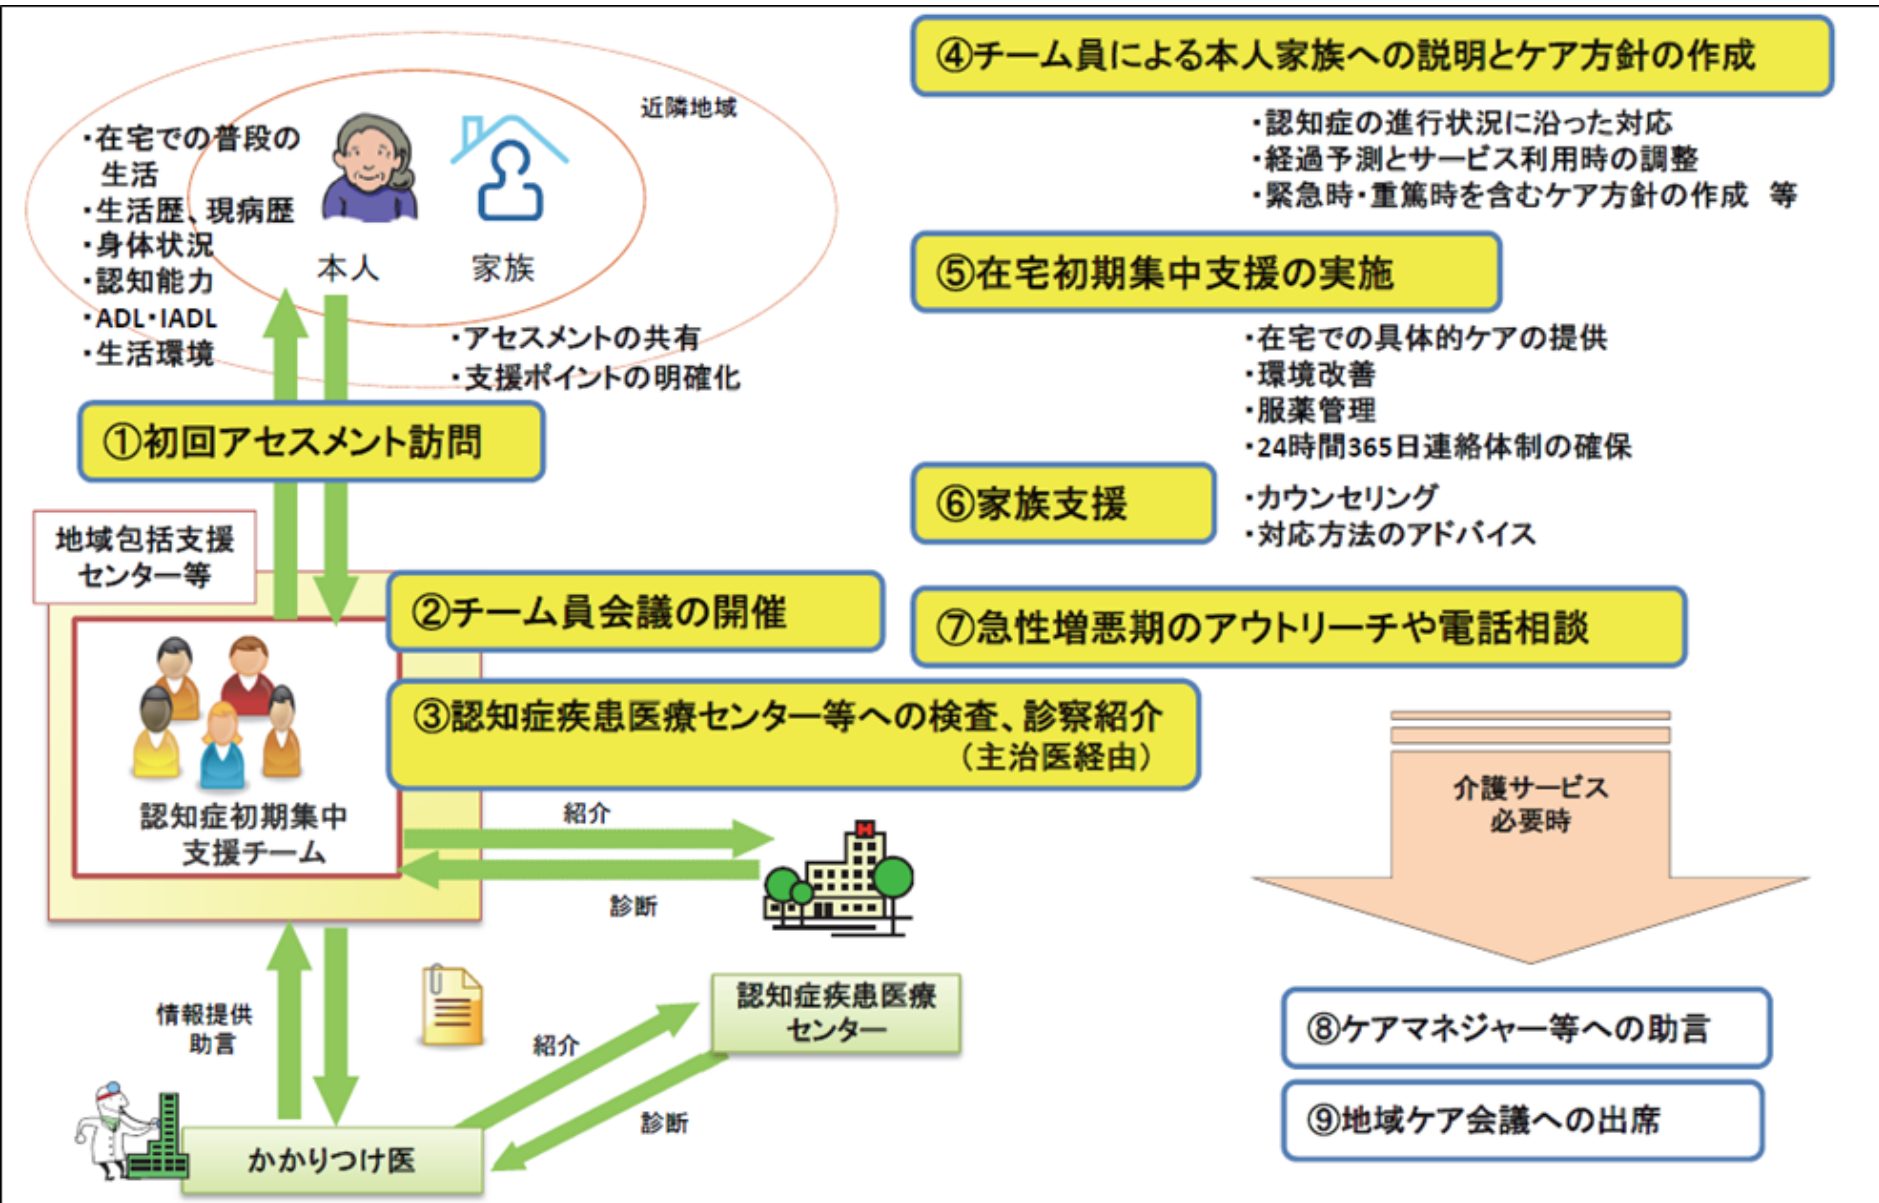 近隣地域
・在宅での普段の
生活
・生活歴、現病歴
・身体状況
・認知能力
・ADL・IADL
・生活環境
本人
家族
・アセスメントの共有
・支援ポイントの明確化
①初回アセスメント訪問
地域包括支援
センター等
②チーム員会議の開催
③認知症疾患医療センター等への検査、診察紹介
（主治医経由）
認知症初期集中
支援チーム
紹介
診断
情報提供
助言
紹介
認知症疾患医療
センター
診断
かかりつけ医
④チーム員による本人家族への説明とケア方針の作成
・認知症の進行状況に沿った対応
・経過予測とサービス利用時の調整
・緊急時・重篤時を含むケア方針の作成 等
⑤在宅初期集中支援の実施
・在宅での具体的ケアの提供
・環境改善
・服薬管理
・24時間365日連絡体制の確保
⑥家族支援
・カウンセリング
・対応方法のアドバイス
⑦急性増悪期のアウトリーチや電話相談
介護サービス
必要時
⑧ケアマネジャー等への助言
⑨地域ケア会議への出席
H